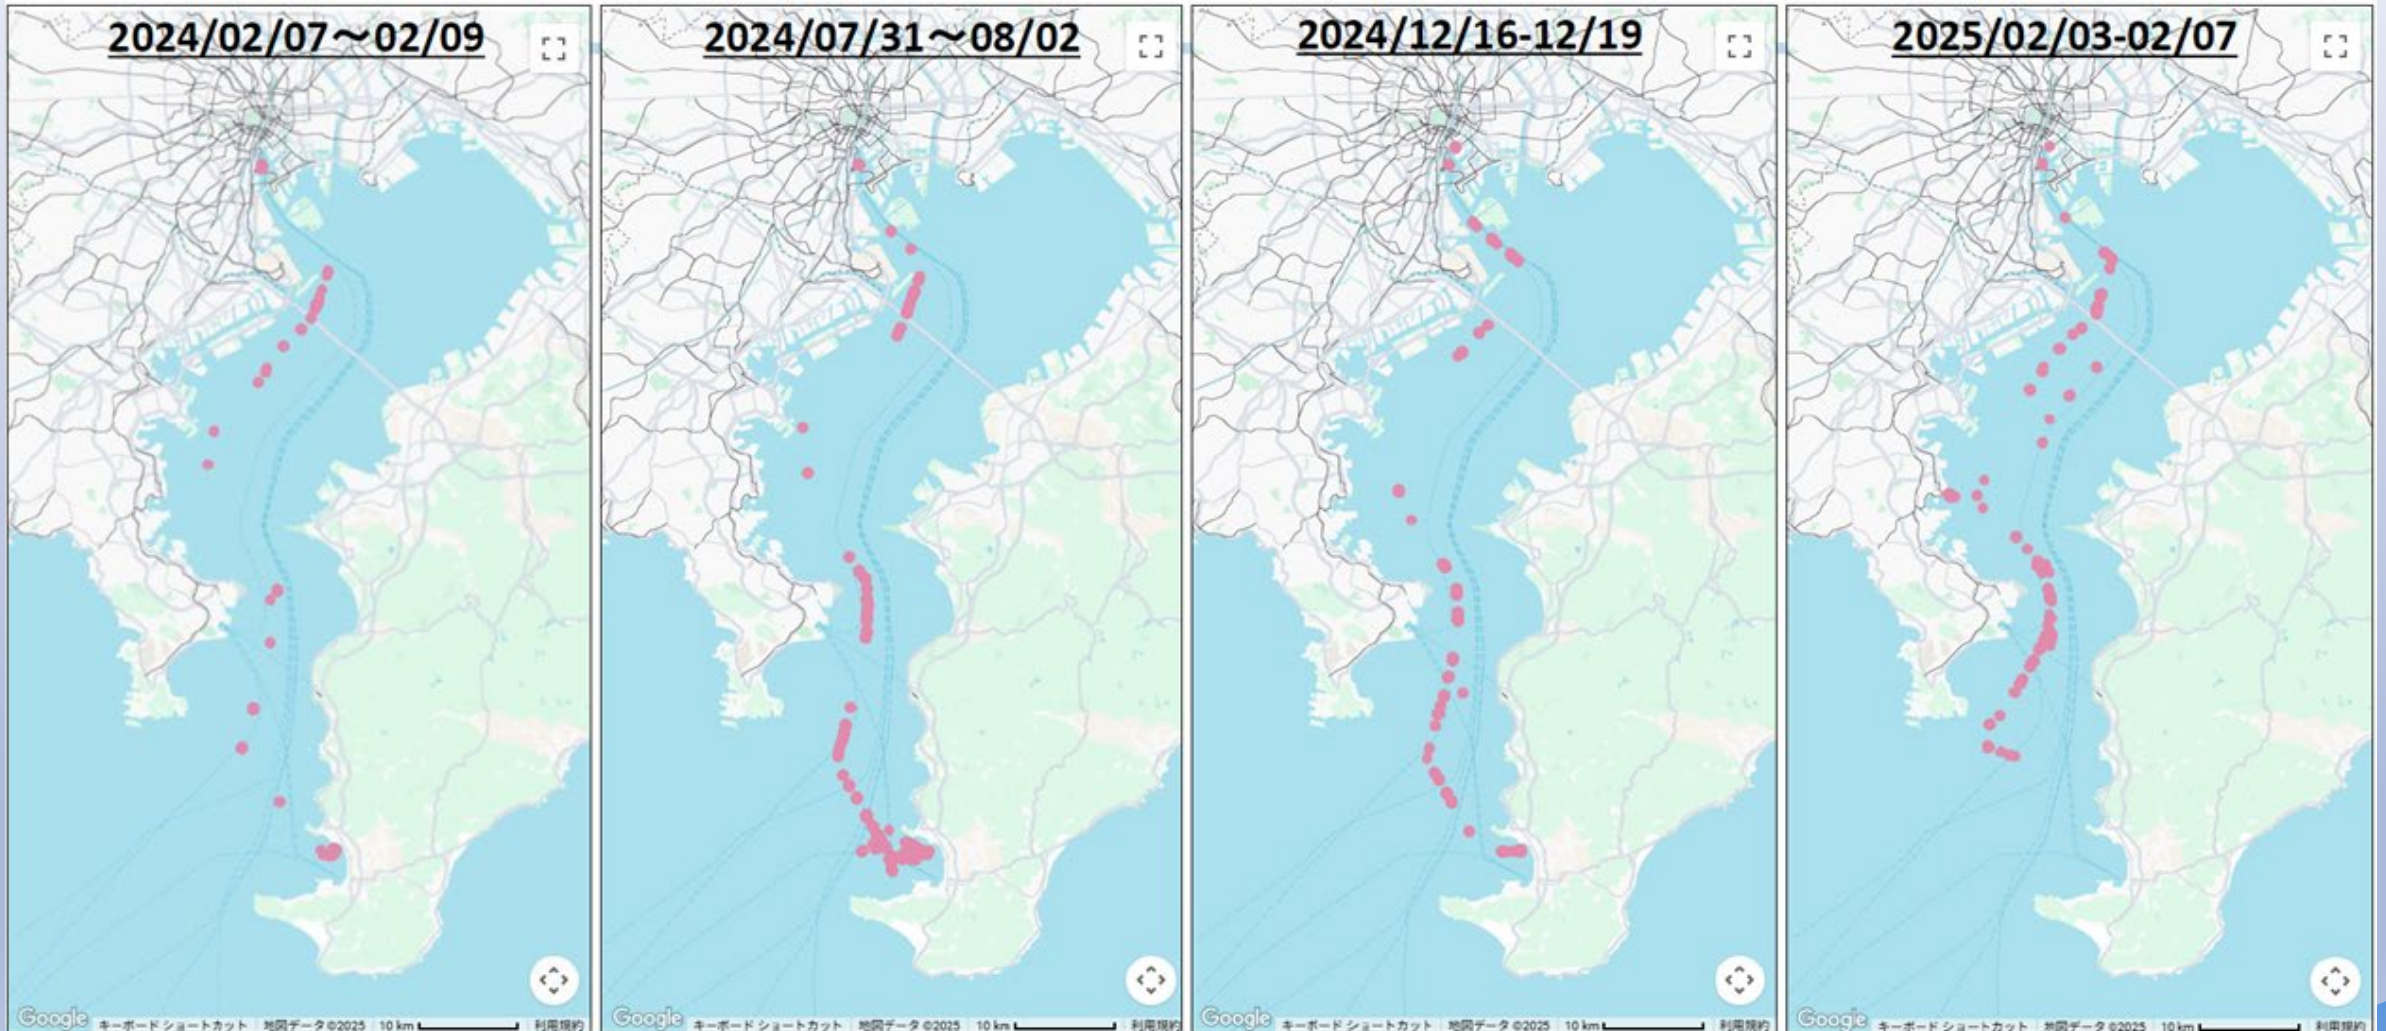 2024/02/07～02/09
2024/07/31～08/02
2024/12/16-12/19
2025/02/03-02/07
Google
キーボード ショートカット
地図データ ©2025
10 km
利用規約
Google
キーボード ショートカット
地図データ ©2025
10 km
利用規約
Google
キーボード ショートカット
地図データ ©2025
10 km
利用規約
Google
キーボード ショートカット
地図データ ©2025
10 km
利用規約